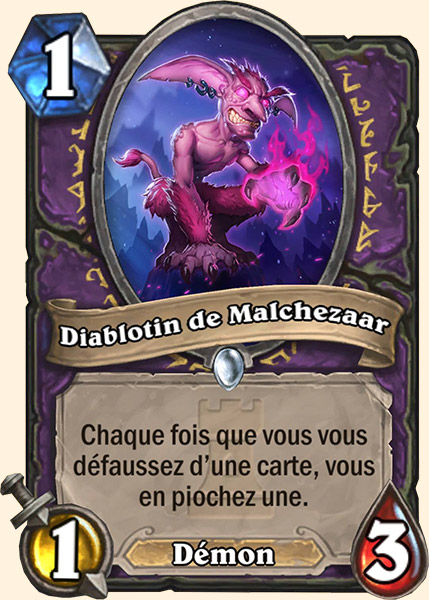 1
Diablotin de Malchezaar
Chaque fois que vous vous
défaussez d'une carte, vous
en piochez une.
1
Démon
3